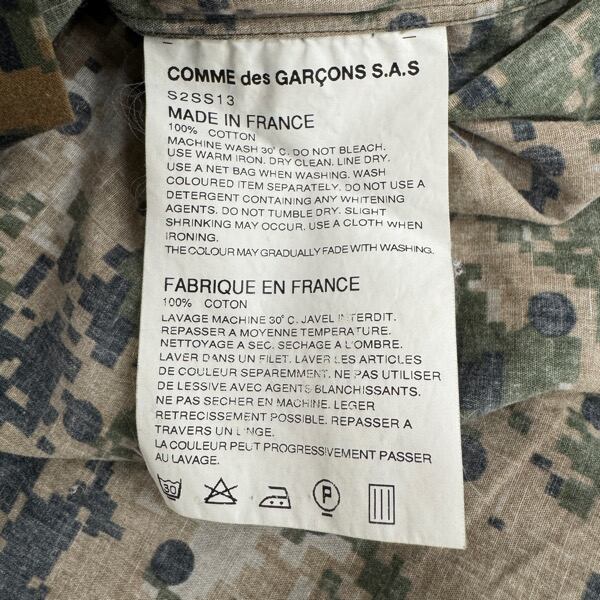 COMME des GARÇONS S.A.S
S2SS13
MADE IN FRANCE
100% COTTON
MACHINE WASH 30° C. DO NOT BLEACH.
USE WARM IRON. DRY CLEAN. LINE DRY.
USE A NET BAG WHEN WASHING. WASH
COLOURED ITEM SEPARATELY. DO NOT USE A
DETERGENT CONTAINING ANY WHITENING
AGENTS. DO NOT TUMBLE DRY. SLIGHT
SHRINKING MAY OCCUR. USE A CLOTH WHEN
IRONING.
THE COLOUR MAY GRADUALLY FADE WITH WASHING.
FABRIQUE EN FRANCE
100% COTON
LAVAGE MACHINE 30° C. JAVEL INTERDIT.
REPASSER A MOYENNE TEMPERATURE.
NETTOYAGE A SEC. SECHAGE A L'OMBRE.
LAVER DANS UN FILET. LAVER LES ARTICLES
DE COULEUR SEPAREMMENT. NE PAS UTILISER
DE LESSIVE AVEC AGENTS BLANCHISSANTS.
NE PAS SECHER EN MACHINE. LEGER
RETRECISSEMENT POSSIBLE. REPASSER A
TRAVERS UN LINGE.
LA COULEUR PEUT PROGRESSIVEMENT PASSER
AU LAVAGE.
30 P